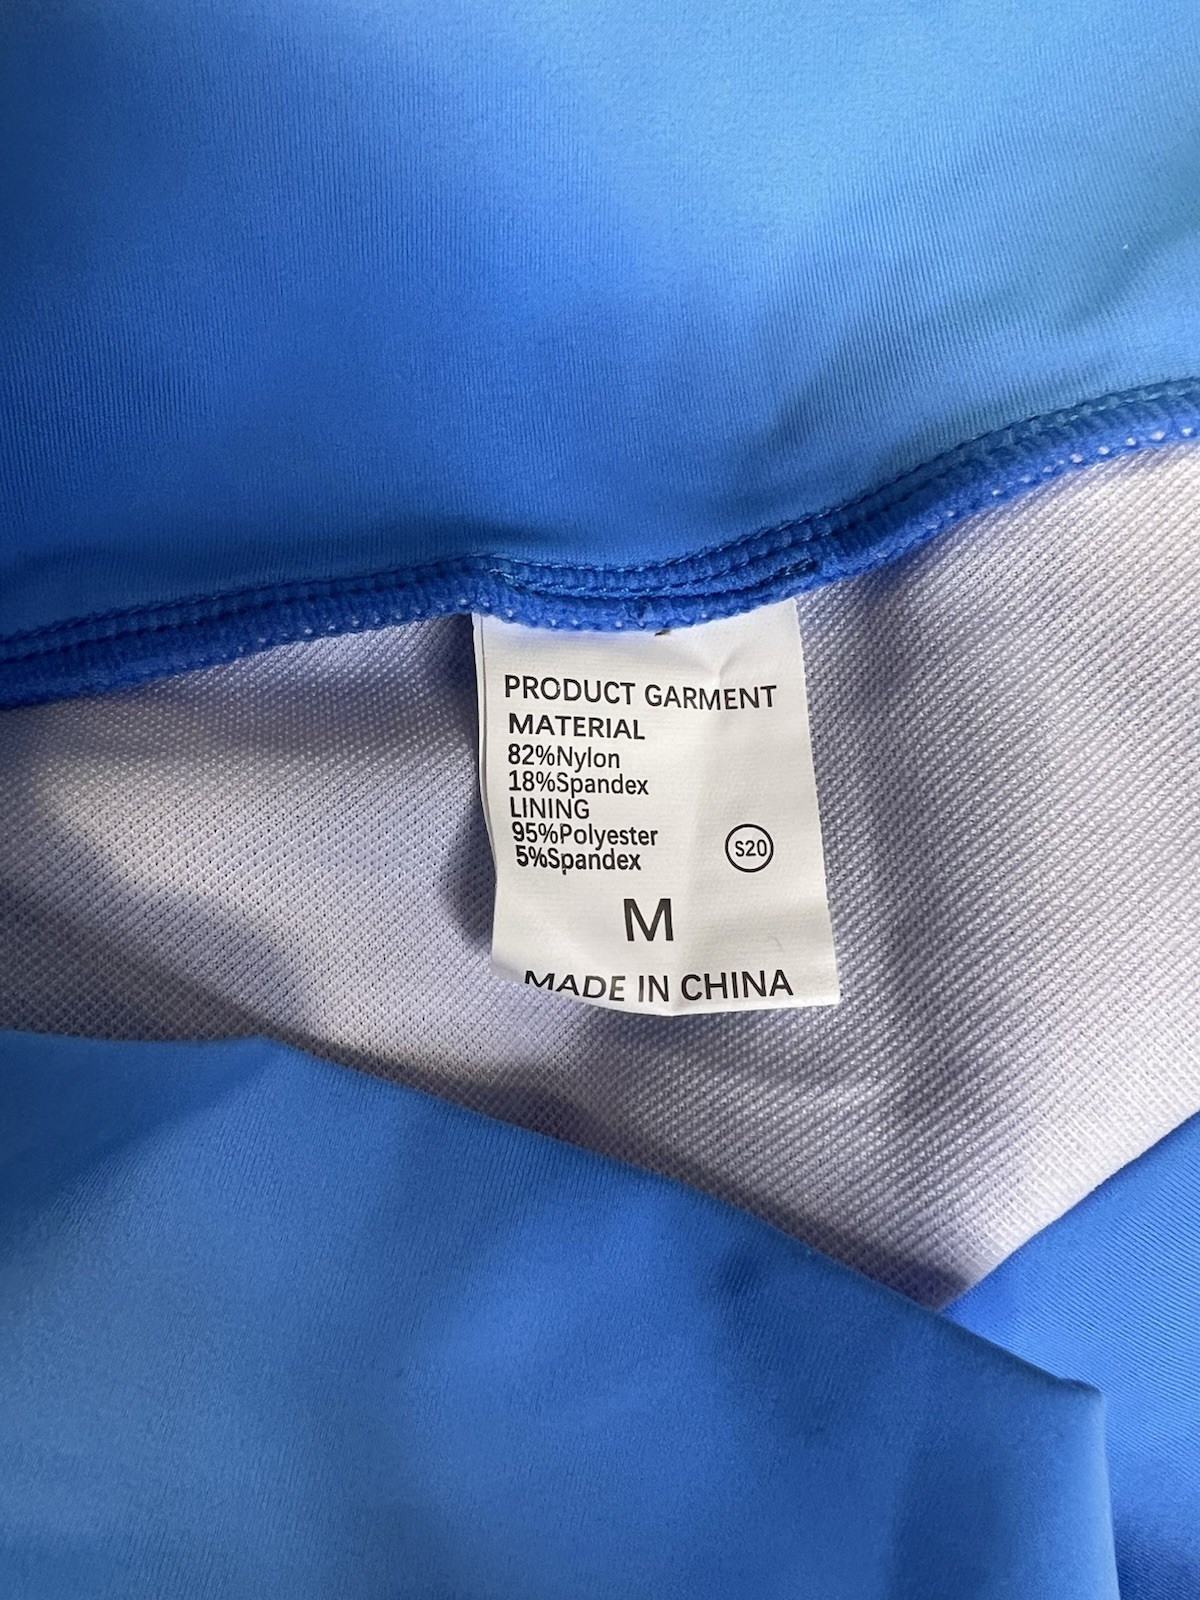 PRODUCT GARMENT
MATERIAL
82%Nylon
18%Spandex
LINING
95%Polyester
5%Spandex
S20
M
MADE IN CHINA